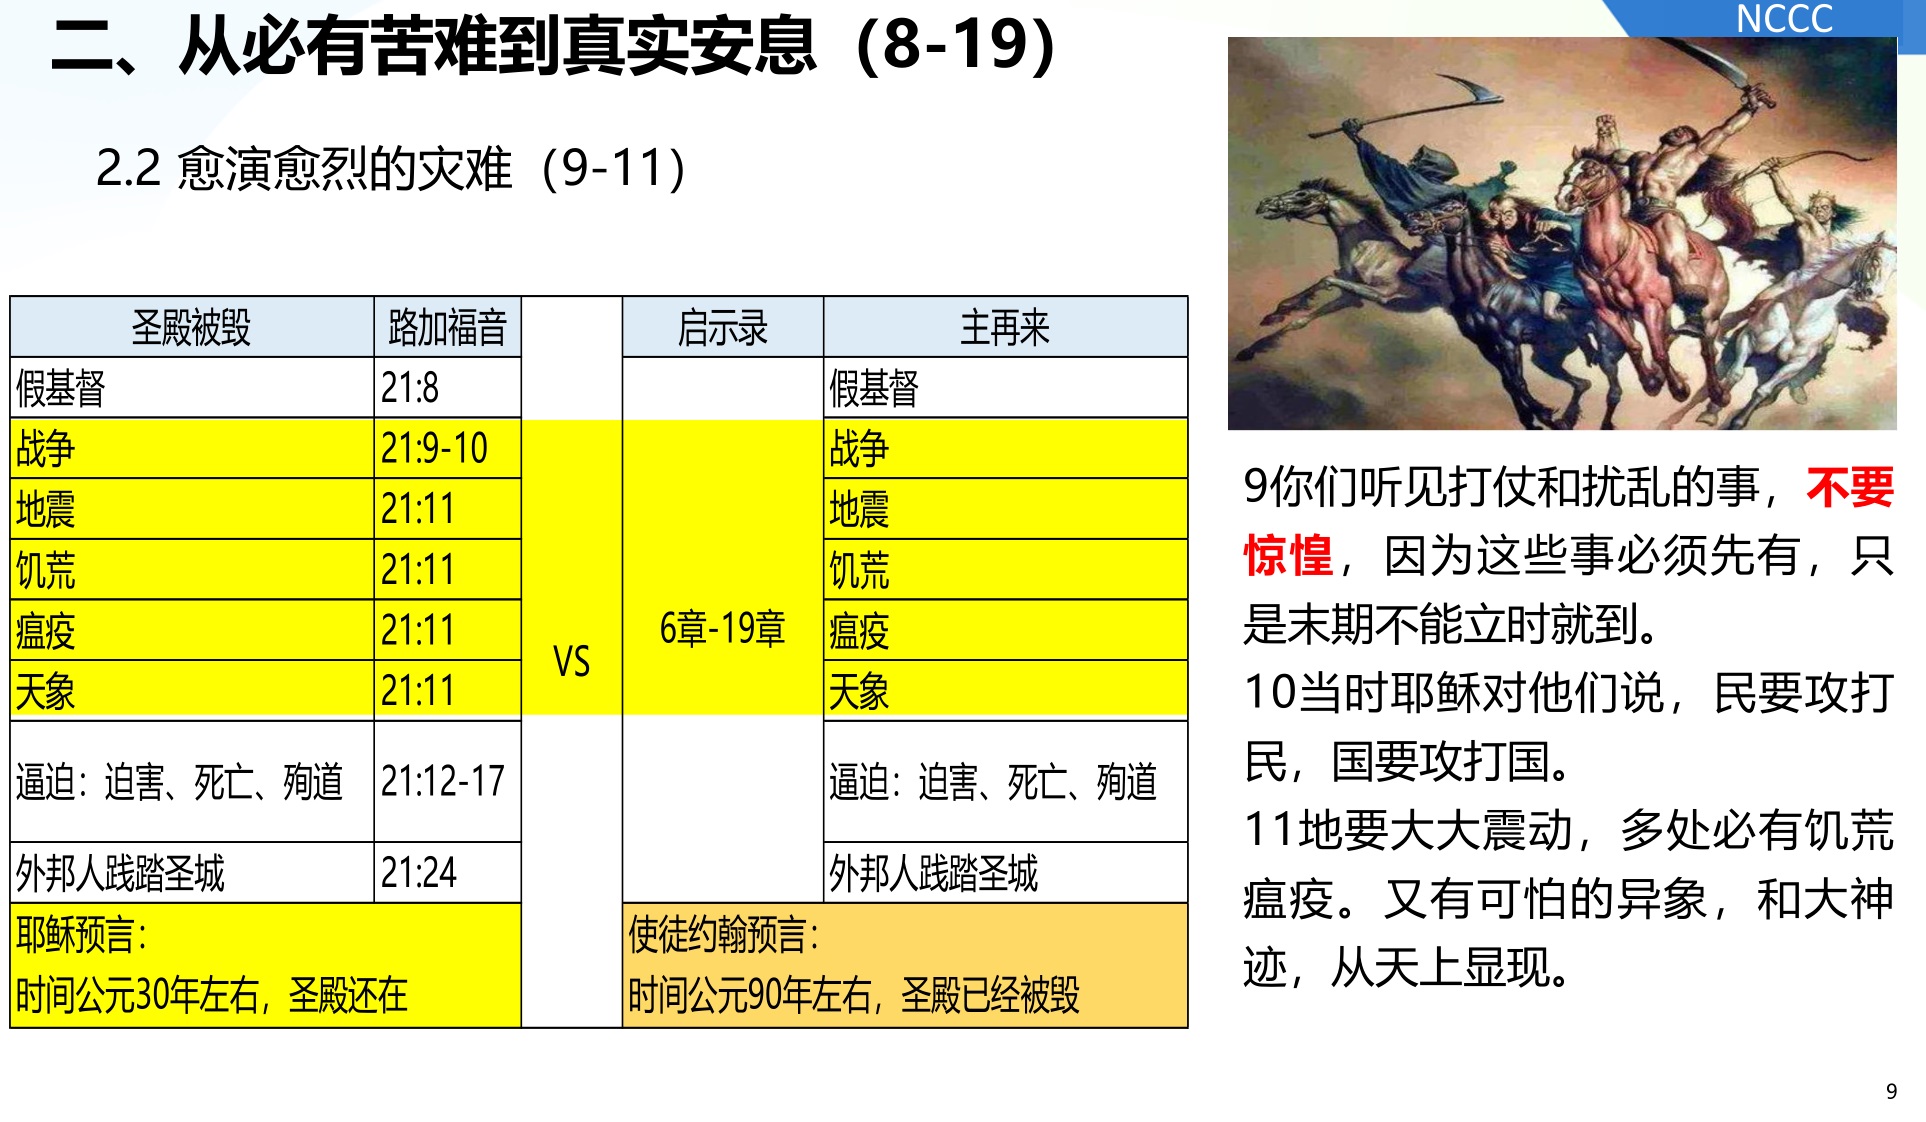 二、从必有苦难到真实安息（8-19）
NCCC
2.2 愈演愈烈的灾难（9-11）
圣殿被毁 路加福音 启示录 主再来
假基督 21:8 假基督
战争 21:9-10 战争
地震 21:11 地震
饥荒 21:11 饥荒
瘟疫 21:11 VS 6章-19章 瘟疫
天象 21:11 天象
逼迫：迫害、死亡、殉道 21:12-17 逼迫：迫害、死亡、殉道
外邦人践踏圣城 21:24 外邦人践踏圣城
耶稣预言：
时间公元30年左右，圣殿还在
使徒约翰预言：
时间公元90年左右，圣殿已经被毁
9你们听见打仗和扰乱的事，不要
惊惶，因为这些事必须先有，只
是末期不能立时就到。
10当时耶稣对他们说，民要攻打
民，国要攻打国。
11地要大大震动，多处必有饥荒
瘟疫。又有可怕的异象，和大神
迹，从天上显现。
9